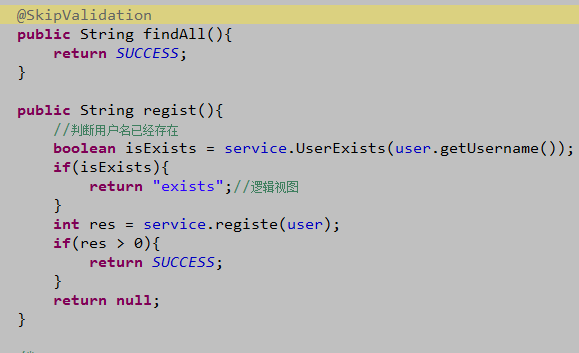 @SkipValidation
public String findAll(){
return SUCCESS;
}
public String regist(){
//判断用户名已经存在
boolean isExists = service.UserExists(user.getUsername());
if(isExists){
return "exists";//逻辑视图
}
int res = service.registe(user);
if(res > 0){
return SUCCESS;
}
return null;
}